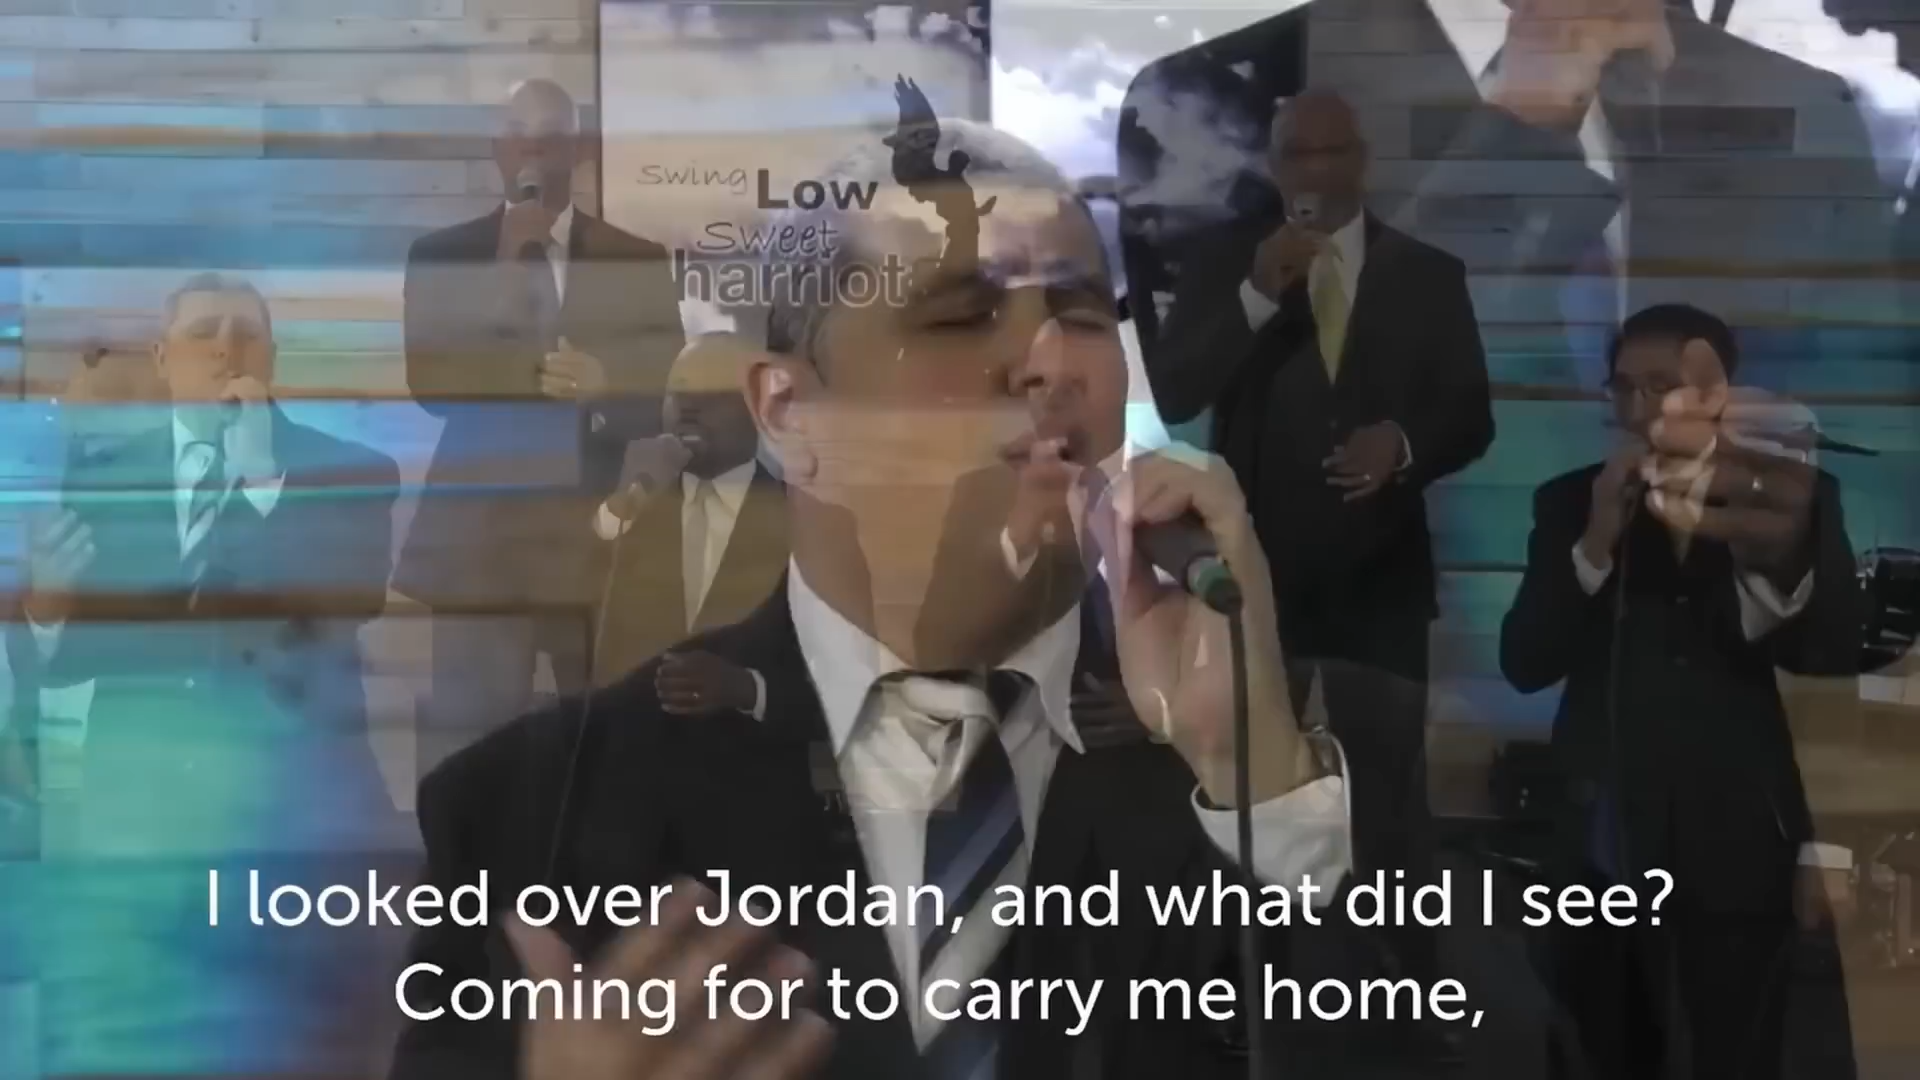 Swing Low
Sweet
harriot
I looked over Jordan, and what did I see?
Coming for to carry me home,